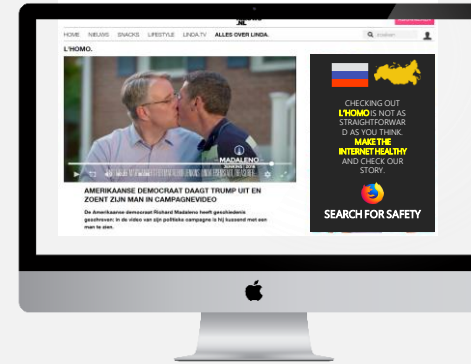 .NL
HOME NIEUWS SNACKS LIFESTYLE LINDA.TV ALLES OVER LINDA.
L'HOMO.
MADALENO
AMERIKAANSE DEMOCRAAT DAAGT TRUMP UIT EN
ZOENT ZIJN MAN IN CAMPAGNEVIDEO
De Amerikaanse democraat Richard Madaleno heeft geschiedenis
geschreven: in de video van zijn politieke campagne is hij kussend met een
man te zien.
CHECKING OUT
L'HOMO IS NOT AS
STRAIGHTFORWAR
D AS YOU THINK.
MAKE THE
INTERNET HEALTHY
AND CHECK OUR
STORY.
SEARCH FOR SAFETY